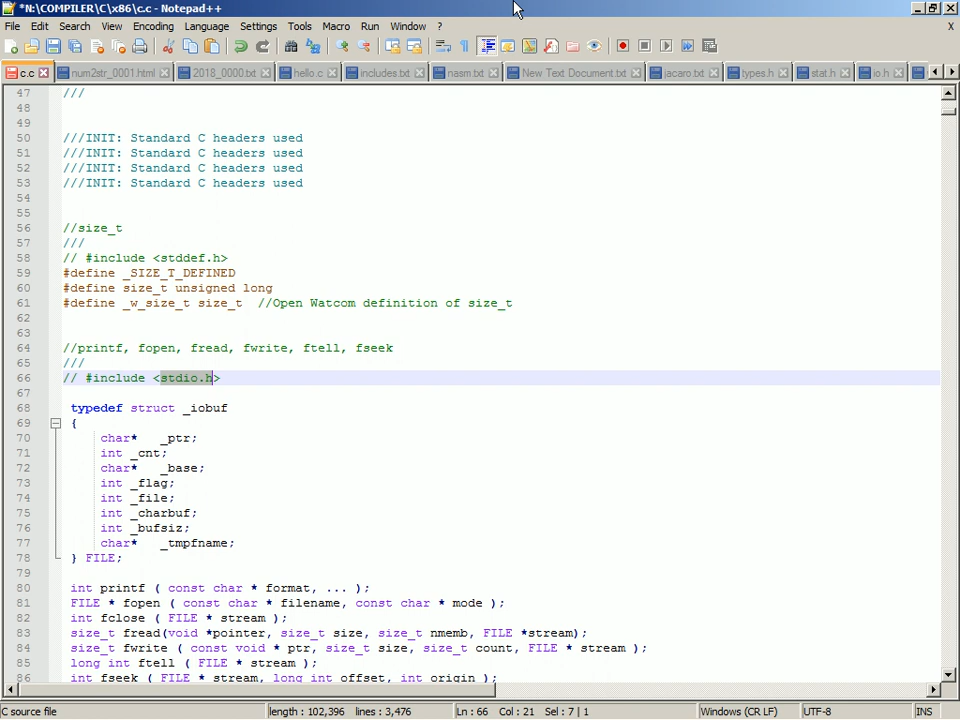 *N:\COMPILER\C\x86\c.c - Notepad++
File Edit Search View Encoding Language Settings Tools Macro Run Window ? X
c.c num2str_0001.html 2018_0000.txt hello.c includes.txt nasm.txt New Text Document.txt jacaro.txt types.h stat.h io.h
47 ///
48
49
50 ///INIT: Standard C headers used
51 ///INIT: Standard C headers used
52 ///INIT: Standard C headers used
53 ///INIT: Standard C headers used
54
55
56 //size_t
57 ///
58 // #include <stddef.h>
59 #define _SIZE_T_DEFINED
60 #define size_t unsigned long
61 #define _w_size_t size_t  //Open Watcom definition of size_t
62
63
64 //printf, fopen, fread, fwrite, ftell, fseek
65 ///
66 // #include <stdio.h>
67
68 typedef struct _iobuf
69 {
70 char*   _ptr;
71 int _cnt;
72 char*   _base;
73 int _flag;
74 int _file;
75 int _charbuf;
76 int _bufsiz;
77 char*   _tmpfname;
78 } FILE;
79
80 int printf ( const char * format, ... );
81 FILE * fopen ( const char * filename, const char * mode );
82 int fclose ( FILE * stream );
83 size_t fread(void *pointer, size_t size, size_t nmemb, FILE *stream);
84 size_t fwrite ( const void * ptr, size_t size, size_t count, FILE * stream );
85 long int ftell ( FILE * stream );
86 int fseek ( FILE * stream, long int offset, int origin );
C source file length : 102,396 lines : 3,476 Ln : 66 Col : 21 Sel : 7 | 1 Windows (CR LF) UTF-8 INS